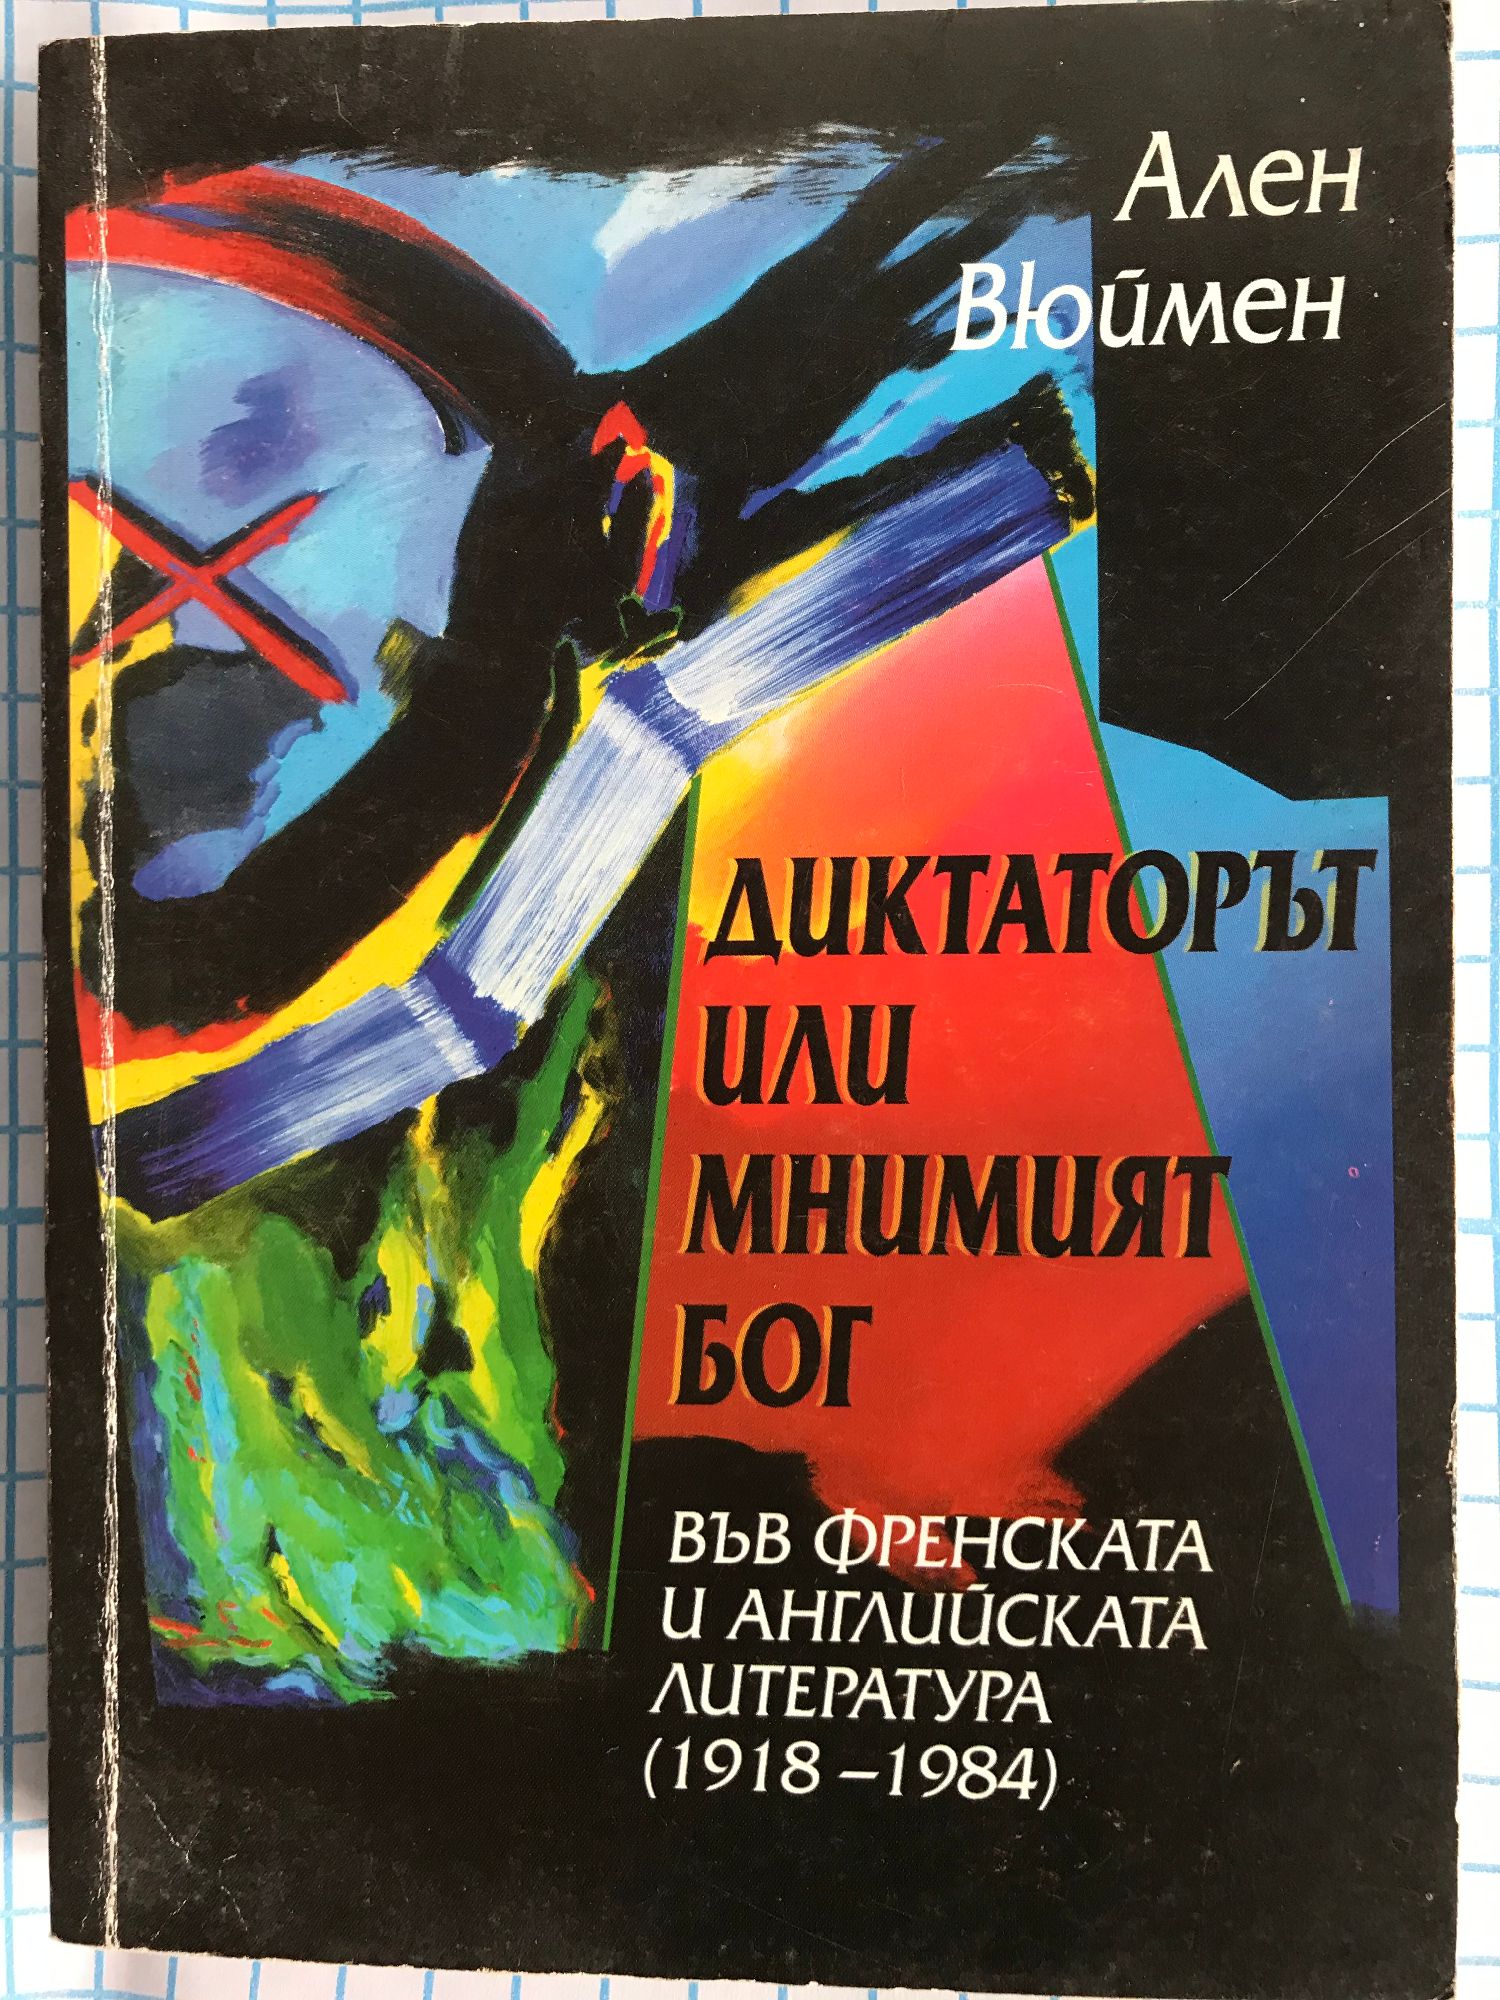 Ален
Вюймен
ДИКТАТОРЪТ
ИЛИ
МНИМИЯТ
БОГ
ВЪВ ФРЕНСКАТА
И АНГЛИЙСКАТА
ЛИТЕРАТУРА
(1918 –1984)